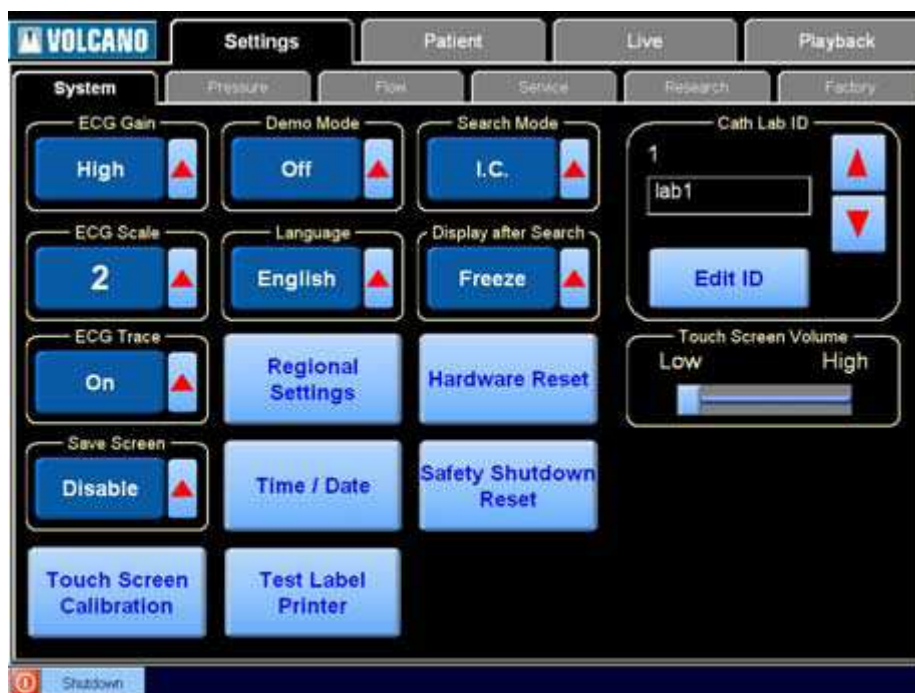 VOLCANO
Settings
Patient
Live
Playback
System
Pressure
Flow
Service
Research
Factory
ECG Gain
High
Demo Mode
Off
Search Mode
I.C.
Cath Lab ID
1
lab1
Edit ID
ECG Scale
2
Language
English
Display after Search
Freeze
ECG Trace
On
Regional
Settings
Hardware Reset
Touch Screen Volume
Low
High
Save Screen
Disable
Time / Date
Safety Shutdown
Reset
Touch Screen
Calibration
Test Label
Printer
Shutdown